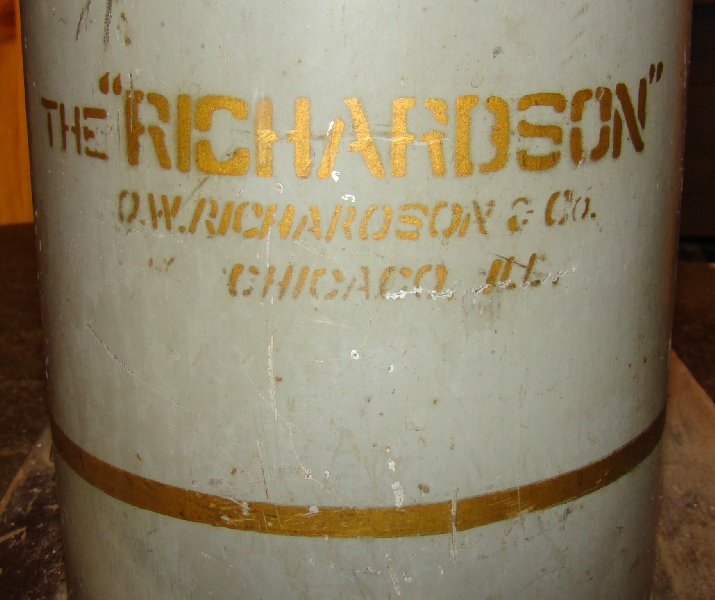 THE "RICHARDSON"
O.W.RICHARDSON & CO.
CHICAGO, ILL.